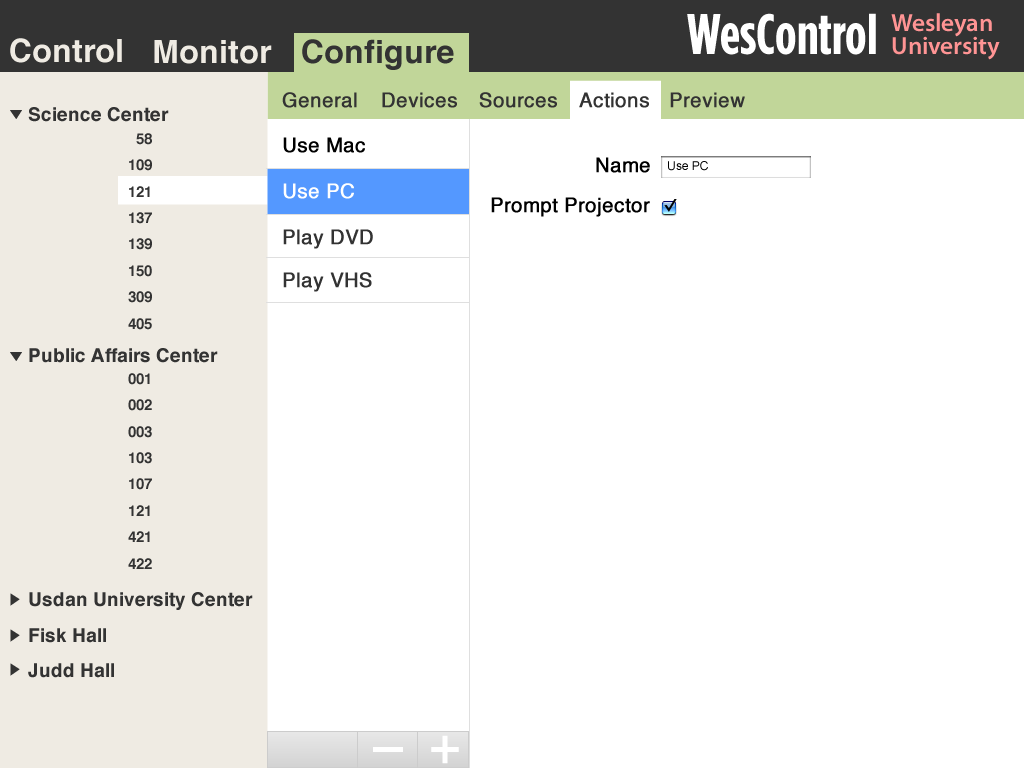 Control Monitor Configure
WesControl
Wesleyan
University
General Devices Sources Actions Preview
Science Center
58
109
121
137
139
150
309
405
Public Affairs Center
001
002
003
103
107
121
421
422
Usdan University Center
Fisk Hall
Judd Hall
Use Mac
Use PC
Play DVD
Play VHS
Name Use PC
Prompt Projector